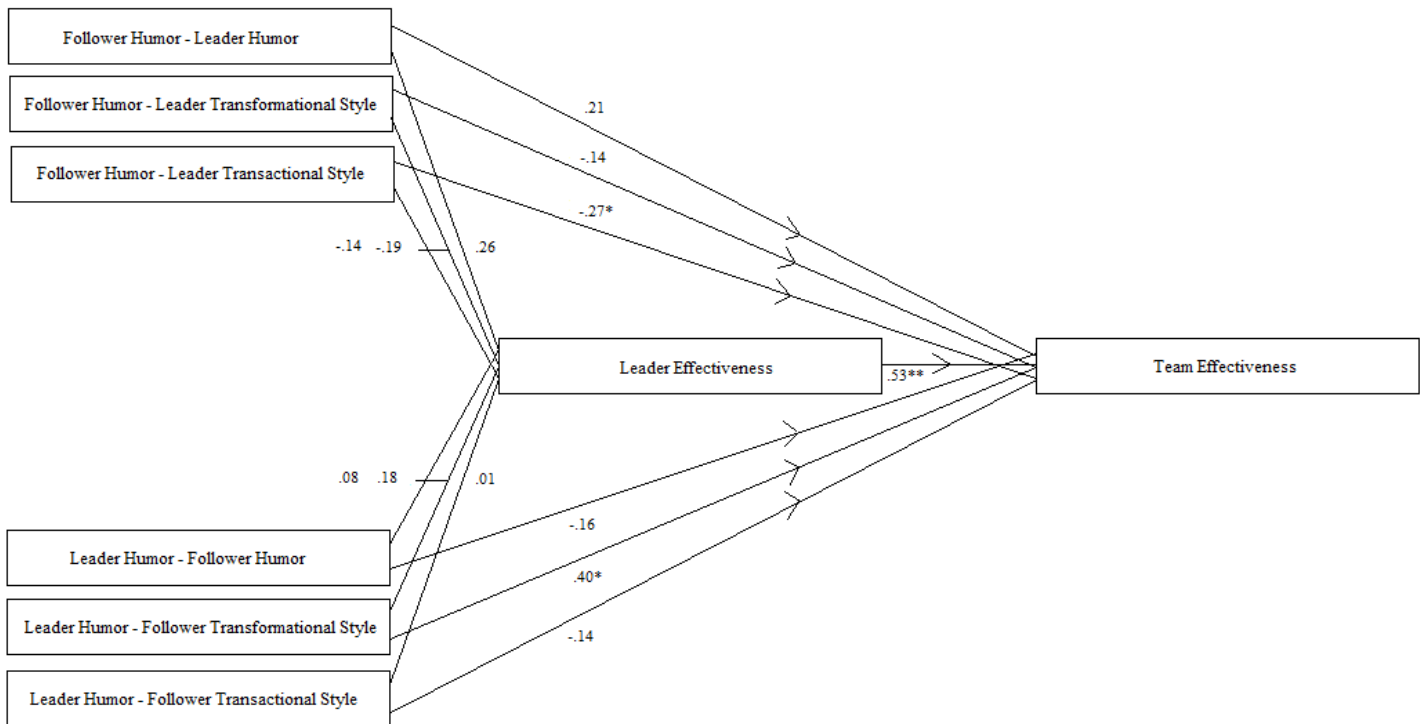 Follower Humor - Leader Humor
Follower Humor - Leader Transformational Style
.21
-.14
Follower Humor - Leader Transactional Style
-.27*
-.14 -.19 .26
Leader Effectiveness
.53**
Team Effectiveness
.08 .18 .01
-.16
Leader Humor - Follower Humor
.40*
Leader Humor - Follower Transformational Style
-.14
Leader Humor - Follower Transactional Style